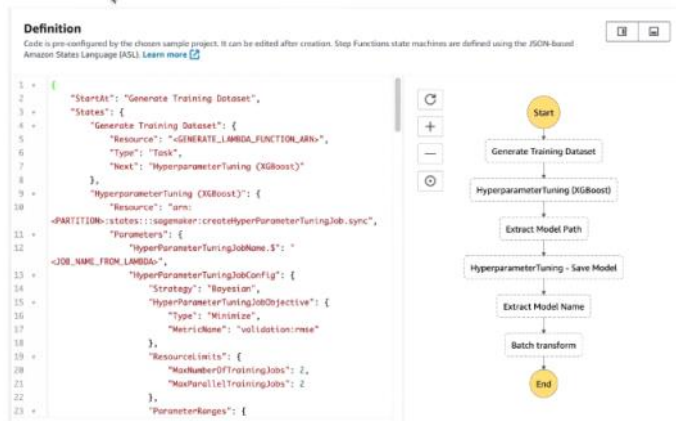 Definition
Code is pre-configured by the chosen sample project. It can be edited after creation. Step Functions state machines are defined using the JSON-based
Amazon States Language (ASL). Learn more
1 {
2 "StartAt": "Generate Training Dataset",
3 "States": {
4 "Generate Training Dataset": {
5 "Resource": "<GENERATE_LAMBDA_FUNCTION_ARN>",
6 "Type": "Task",
7 "Next": "HyperparameterTuning (XGBoost)"
8 },
9 "HyperparameterTuning (XGBoost)": {
10 "Resource": "arn:
<PARTITION>:states:::sagemaker:createHyperParameterTuningJob.sync",
11 "Parameters": {
12 "HyperParameterTuningJobName.$": "
<JOB_NAME_FROM_LAMBDA>",
13 "HyperParameterTuningJobConfig": {
14 "Strategy": "Bayesian",
15 "HyperParameterTuningJobObjective": {
16 "Type": "Minimize",
17 "MetricName": "validation:rmse"
18 },
19 "ResourceLimits": {
20 "MaxNumberOfTrainingJobs": 2,
21 "MaxParallelTrainingJobs": 2
22 },
23 "ParameterRanges": {
Start
Generate Training Dataset
HyperparameterTuning (XGBoost)
Extract Model Path
HyperparameterTuning - Save Model
Extract Model Name
Batch transform
End